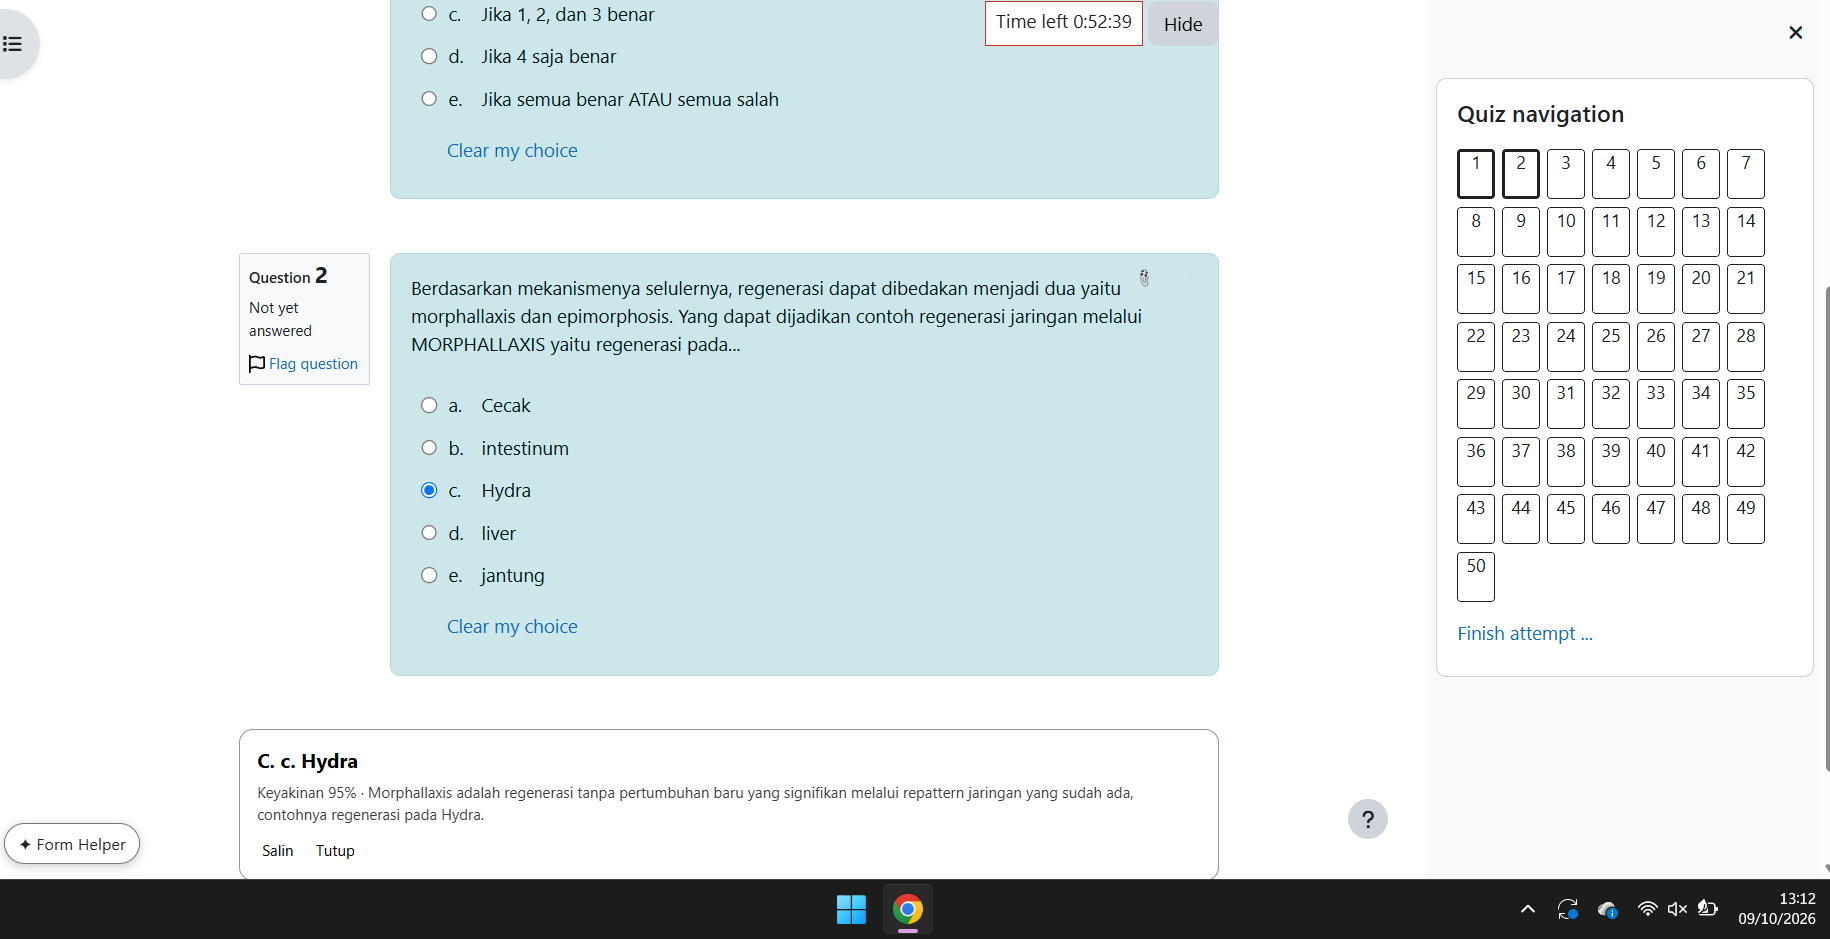 c. Jika 1, 2, dan 3 benar
d. Jika 4 saja benar
e. Jika semua benar ATAU semua salah
Clear my choice
Time left 0:52:39
Hide
Question 2
Not yet
answered
Flag question
Berdasarkan mekanismenya selulernya, regenerasi dapat dibedakan menjadi dua yaitu
morphallaxis dan epimorphosis. Yang dapat dijadikan contoh regenerasi jaringan melalui
MORPHALLAXIS yaitu regenerasi pada...
a. Cecak
b. intestinum
c. Hydra
d. liver
e. jantung
Clear my choice
C. c. Hydra
Keyakinan 95% · Morphallaxis adalah regenerasi tanpa pertumbuhan baru yang signifikan melalui repattern jaringan yang sudah ada,
contohnya regenerasi pada Hydra.
Salin Tutup
✦ Form Helper
?
Quiz navigation
1 2 3 4 5 6 7
8 9 10 11 12 13 14
15 16 17 18 19 20 21
22 23 24 25 26 27 28
29 30 31 32 33 34 35
36 37 38 39 40 41 42
43 44 45 46 47 48 49
50
Finish attempt ...
13:12
09/10/2026